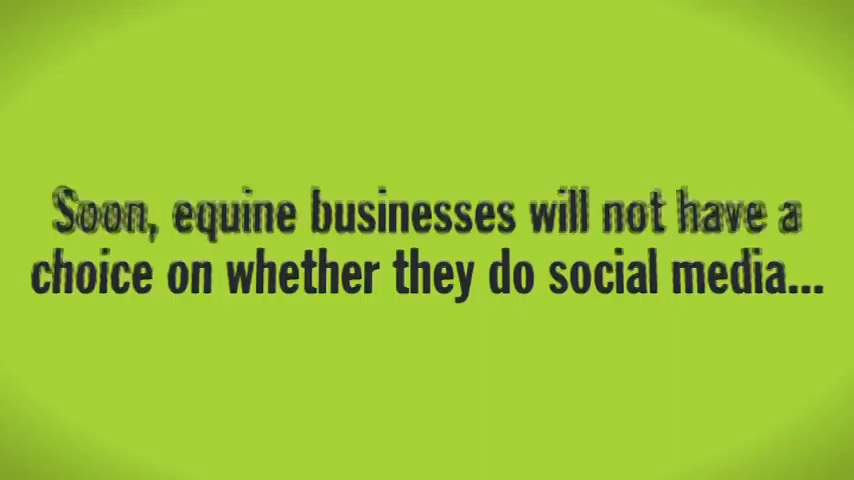 Soon, equine businesses will not have a
choice on whether they do social media...